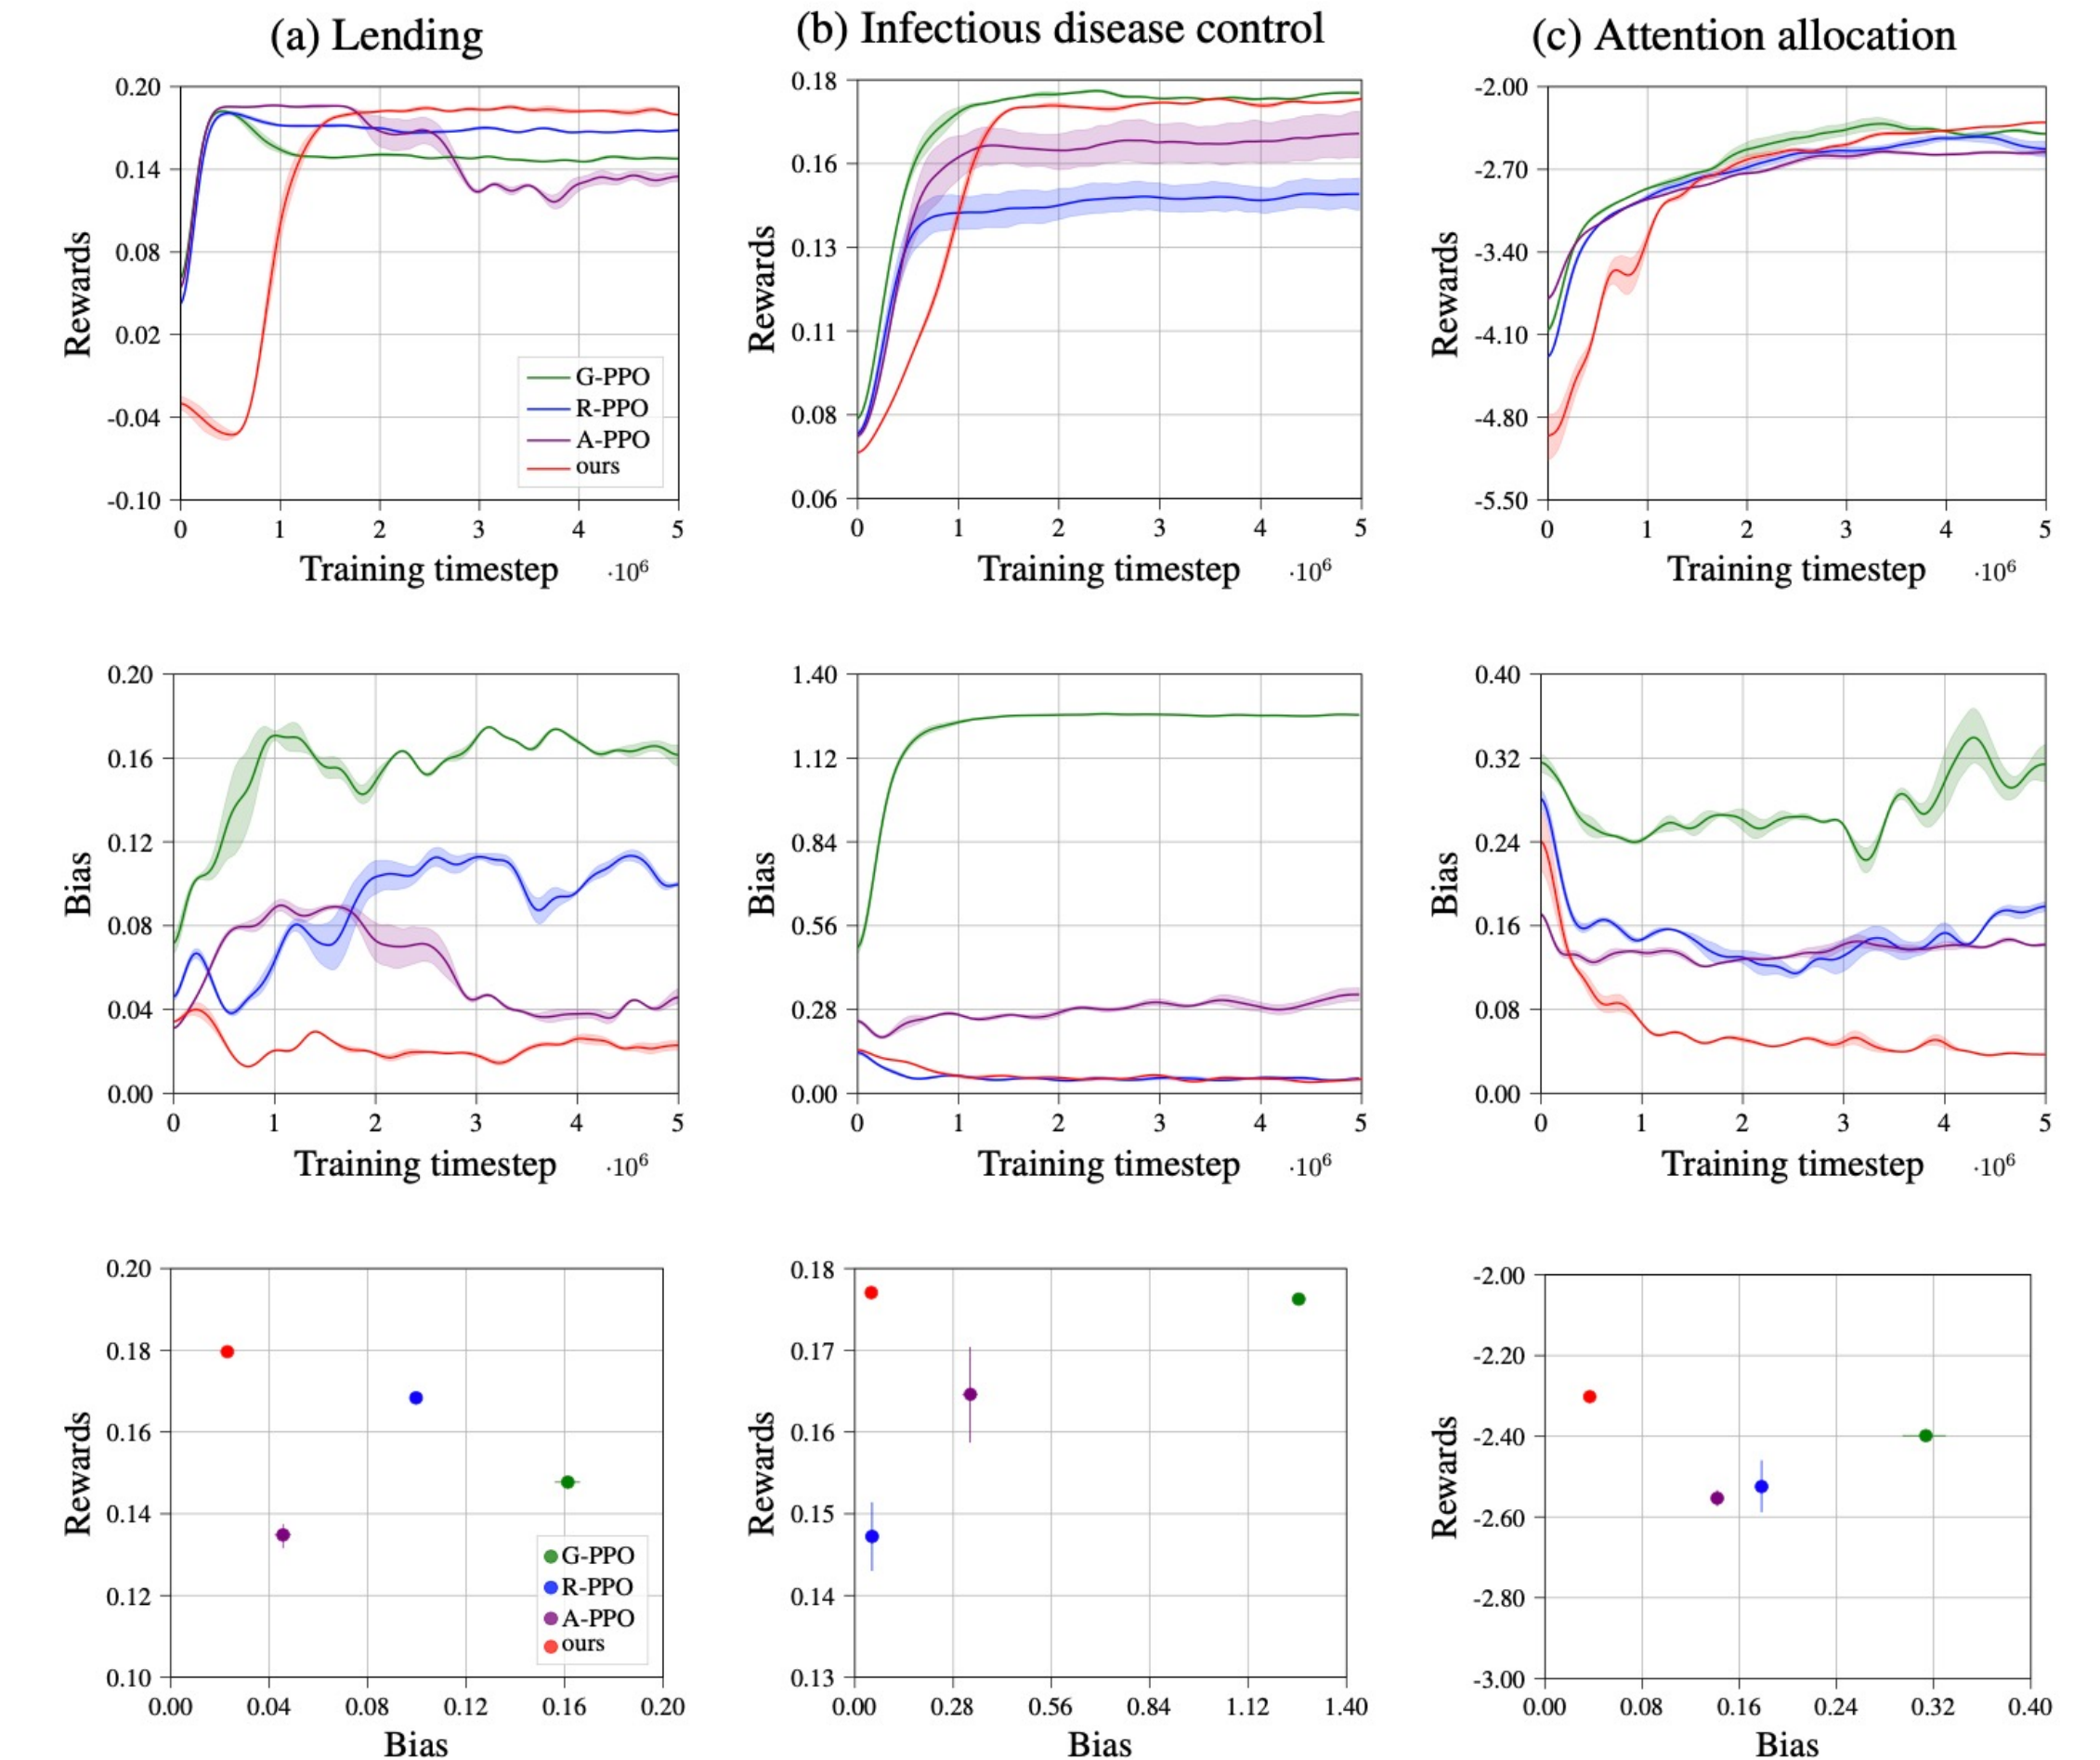 (a) Lending
0.20
0.14
0.08
0.02
-0.04
-0.10
Rewards
G-PPO
R-PPO
A-PPO
ours
0 1 2 3 4 5
Training timestep ·10⁶
(b) Infectious disease control
0.18
0.16
0.13
0.11
0.08
0.06
Rewards
0 1 2 3 4 5
Training timestep ·10⁶
(c) Attention allocation
-2.00
-2.70
-3.40
-4.10
-4.80
-5.50
Rewards
0 1 2 3 4 5
Training timestep ·10⁶
0.20
0.16
0.12
0.08
0.04
0.00
Bias
0 1 2 3 4 5
Training timestep ·10⁶
1.40
1.12
0.84
0.56
0.28
0.00
Bias
0 1 2 3 4 5
Training timestep ·10⁶
0.40
0.32
0.24
0.16
0.08
0.00
Bias
0 1 2 3 4 5
Training timestep ·10⁶
0.20
0.18
0.16
0.14
0.12
0.10
Rewards
G-PPO
R-PPO
A-PPO
ours
0.00 0.04 0.08 0.12 0.16 0.20
Bias
0.18
0.17
0.16
0.15
0.14
0.13
Rewards
0.00 0.28 0.56 0.84 1.12 1.40
Bias
-2.00
-2.20
-2.40
-2.60
-2.80
-3.00
Rewards
0.00 0.08 0.16 0.24 0.32 0.40
Bias